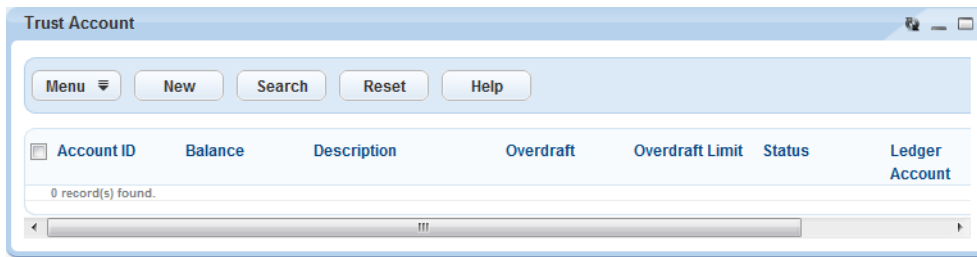 Trust Account
Menu New Search Reset Help
Account ID Balance Description Overdraft Overdraft Limit Status Ledger
Account
0 record(s) found.